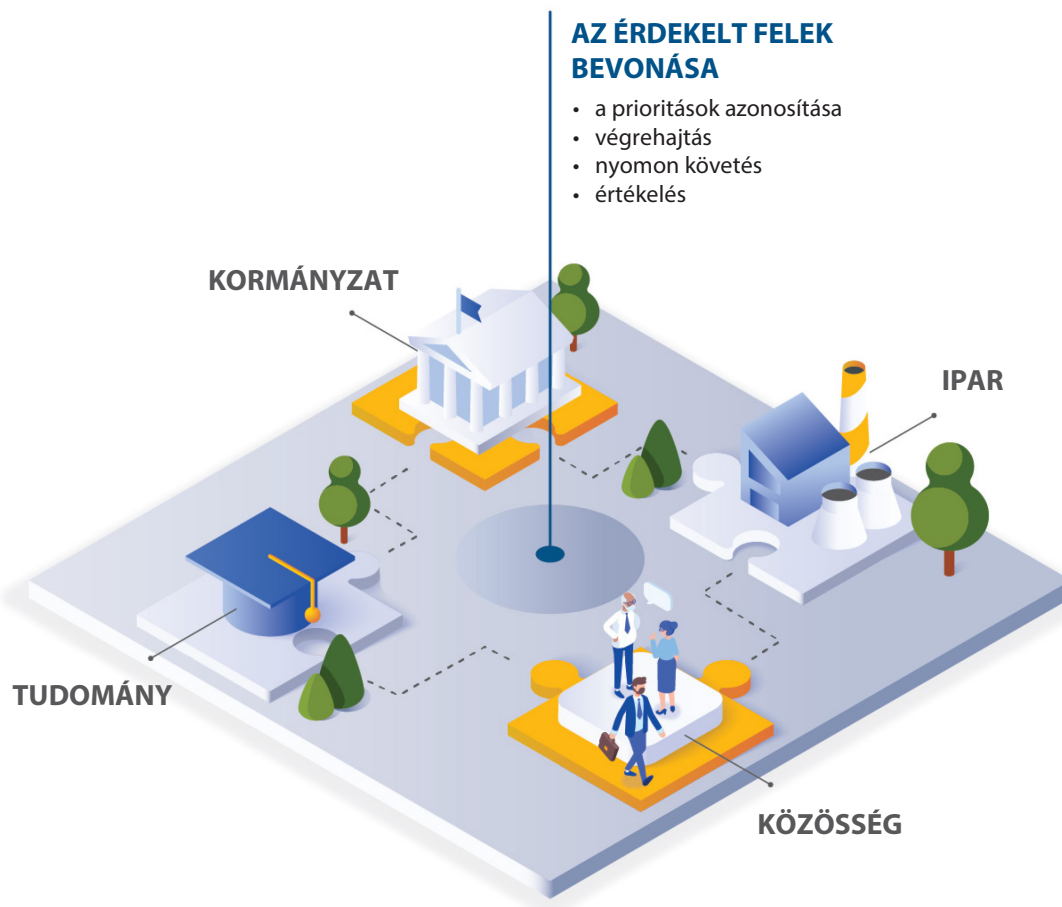 AZ ÉRDEKELT FELEK
BEVONÁSA
• a prioritások azonosítása
• végrehajtás
• nyomon követés
• értékelés
KORMÁNYZAT
IPAR
TUDOMÁNY
KÖZÖSSÉG